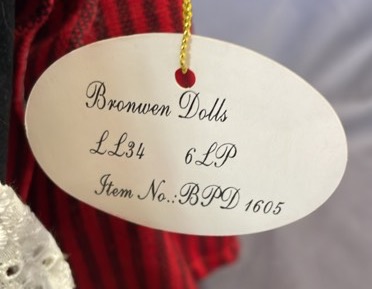 Bronwen Dolls
LL34 6LP
Item No.:BPD 1605